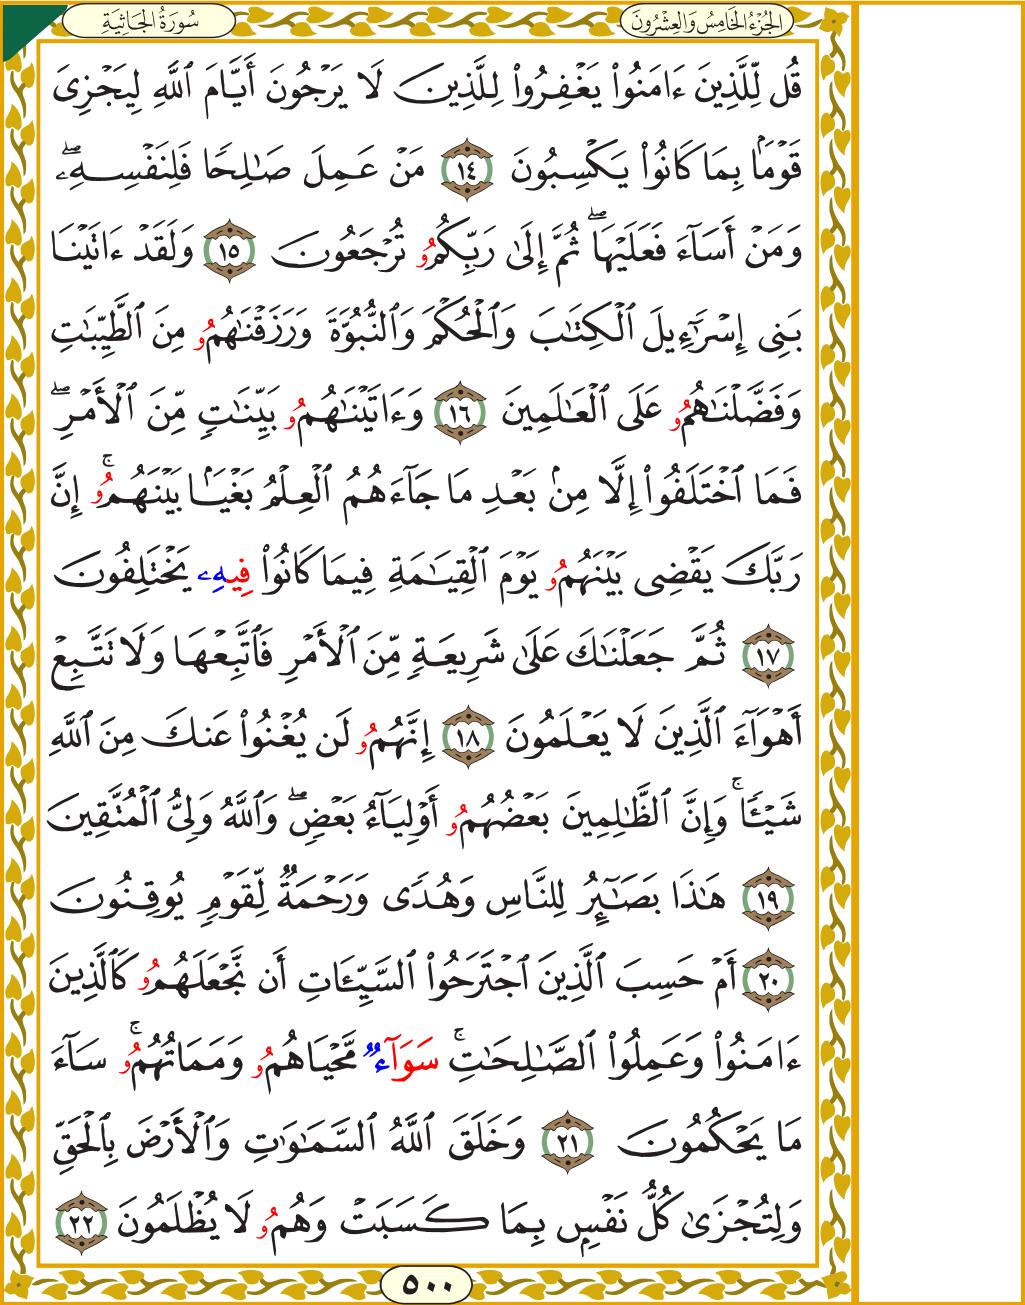 الجُزْءُ الخَامِسُ وَالعِشْرُونَ
سُورَةُ الجَاثِيَةِ
قُل لِّلَّذِينَ ءَامَنُوا۟ يَغْفِرُوا۟ لِلَّذِينَ لَا يَرْجُونَ أَيَّامَ ٱللَّهِ لِيَجْزِىَ
قَوْمَۢا بِمَا كَانُوا۟ يَكْسِبُونَ ١٤ مَنْ عَمِلَ صَـٰلِحًا فَلِنَفْسِهِۦۖ
وَمَنْ أَسَآءَ فَعَلَيْهَاۖ ثُمَّ إِلَىٰ رَبِّكُمُۥ تُرْجَعُونَ ١٥ وَلَقَدْ ءَاتَيْنَا
بَنِى إِسْرَٰٓءِيلَ ٱلْكِتَـٰبَ وَٱلْحُكْمَ وَٱلنُّبُوَّةَ وَرَزَقْنَـٰهُمُۥ مِنَ ٱلطَّيِّبَـٰتِ
وَفَضَّلْنَـٰهُمُۥ عَلَى ٱلْعَـٰلَمِينَ ١٦ وَءَاتَيْنَـٰهُمُۥ بَيِّنَـٰتٍ مِّنَ ٱلْأَمْرِۖ
فَمَا ٱخْتَلَفُوا۟ إِلَّا مِنۢ بَعْدِ مَا جَآءَهُمُ ٱلْعِلْمُ بَغْيَۢا بَيْنَهُمُۥۚ إِنَّ
رَبَّكَ يَقْضِى بَيْنَهُمُۥ يَوْمَ ٱلْقِيَـٰمَةِ فِيمَا كَانُوا۟ فِيهِۦ يَخْتَلِفُونَ
١٧ ثُمَّ جَعَلْنَـٰكَ عَلَىٰ شَرِيعَةٍ مِّنَ ٱلْأَمْرِ فَٱتَّبِعْهَا وَلَا تَتَّبِعْ
أَهْوَآءَ ٱلَّذِينَ لَا يَعْلَمُونَ ١٨ إِنَّهُمُۥ لَن يُغْنُوا۟ عَنكَ مِنَ ٱللَّهِ
شَيْـًٔاۚ وَإِنَّ ٱلظَّـٰلِمِينَ بَعْضُهُمُۥ أَوْلِيَآءُ بَعْضٍۖ وَٱللَّهُ وَلِىُّ ٱلْمُتَّقِينَ
١٩ هَـٰذَا بَصَـٰٓئِرُ لِلنَّاسِ وَهُدًى وَرَحْمَةٌ لِّقَوْمٍ يُوقِنُونَ
٢٠ أَمْ حَسِبَ ٱلَّذِينَ ٱجْتَرَحُوا۟ ٱلسَّيِّـَٔاتِ أَن نَّجْعَلَهُمُۥ كَٱلَّذِينَ
ءَامَنُوا۟ وَعَمِلُوا۟ ٱلصَّـٰلِحَـٰتِۚ سَوَآءٌ مَّحْيَاهُمُۥ وَمَمَاتُهُمُۥۚ سَآءَ
مَا يَحْكُمُونَ ٢١ وَخَلَقَ ٱللَّهُ ٱلسَّمَـٰوَٰتِ وَٱلْأَرْضَ بِٱلْحَقِّ
وَلِتُجْزَىٰ كُلُّ نَفْسٍۭ بِمَا كَسَبَتْ وَهُمُۥ لَا يُظْلَمُونَ ٢٢
٥٠٠